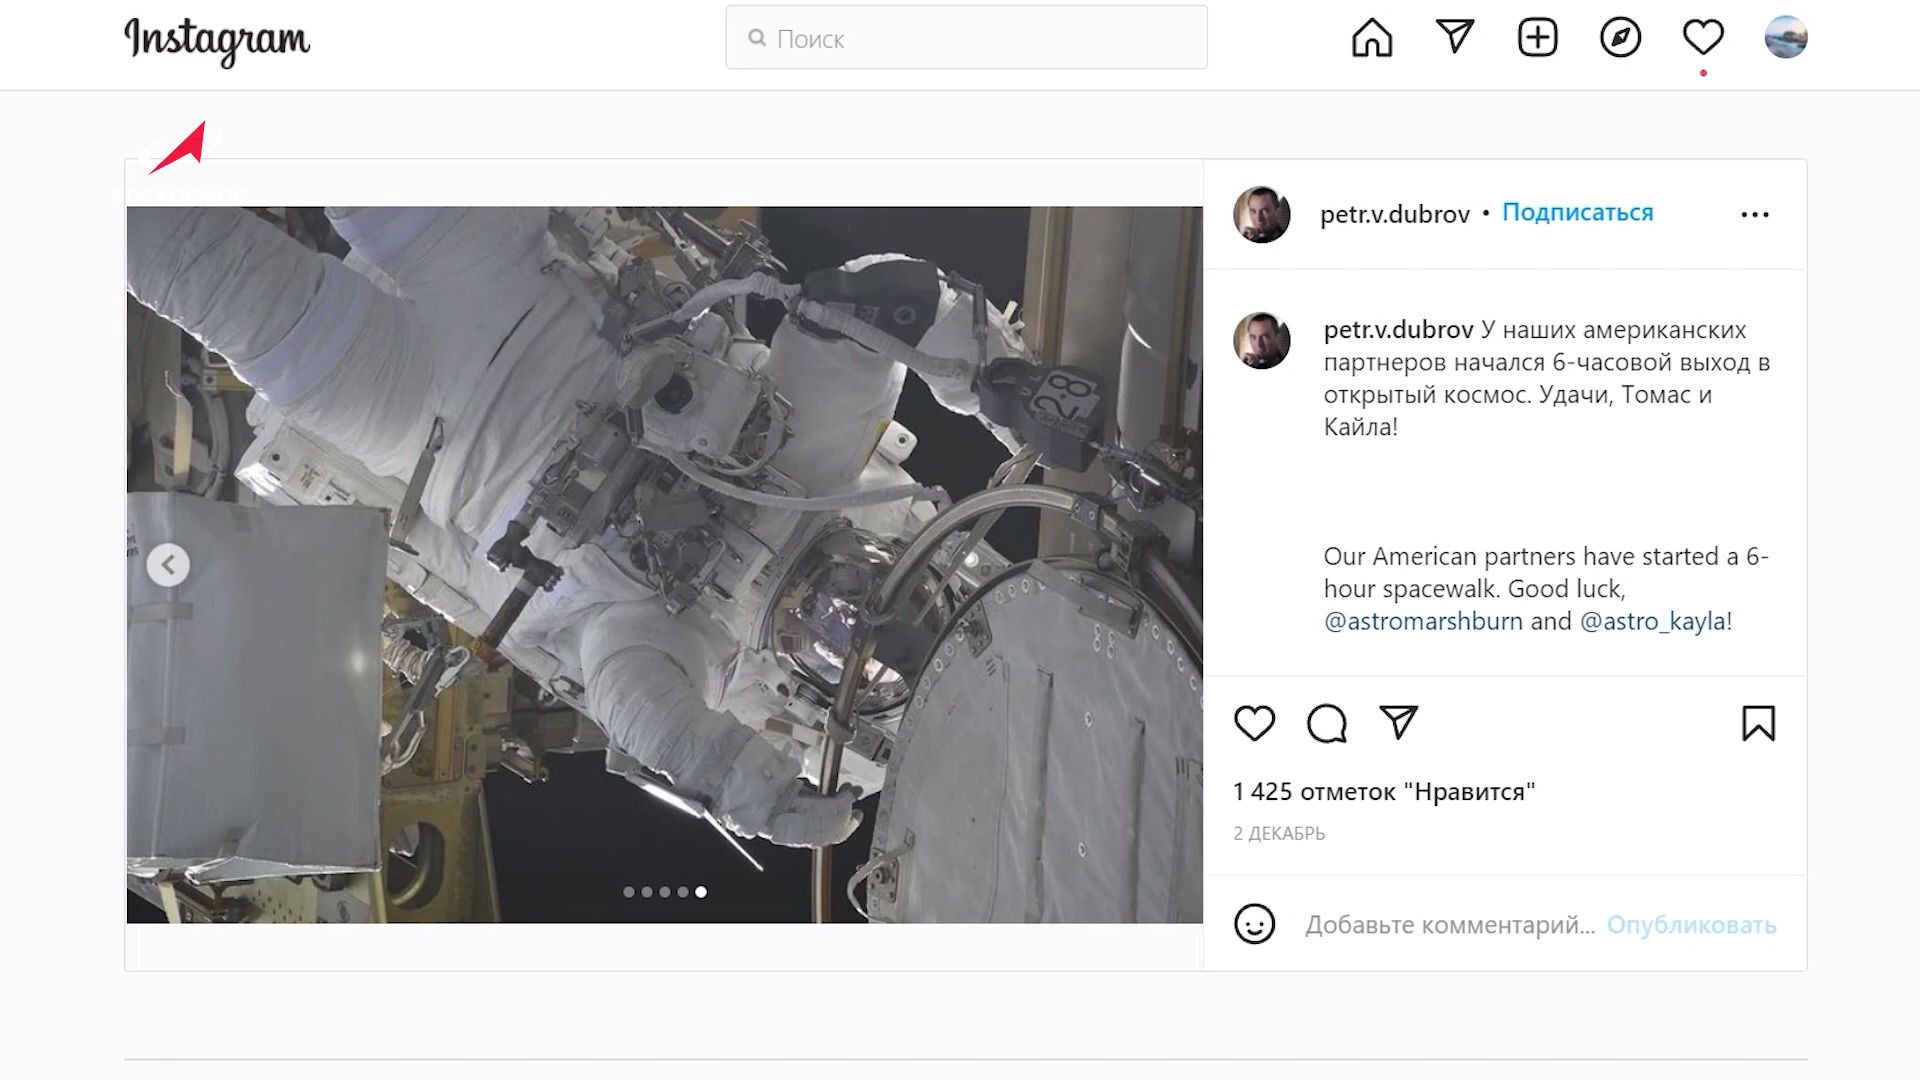 Instagram
Поиск
РОСКОСМОС
petr.v.dubrov • Подписаться
petr.v.dubrov У наших американских
партнеров начался 6-часовой выход в
открытый космос. Удачи, Томас и
Кайла!
Our American partners have started a 6-
hour spacewalk. Good luck,
@astromarshburn and @astro_kayla!
1 425 отметок "Нравится"
2 ДЕКАБРЬ
Добавьте комментарий... Опубликовать